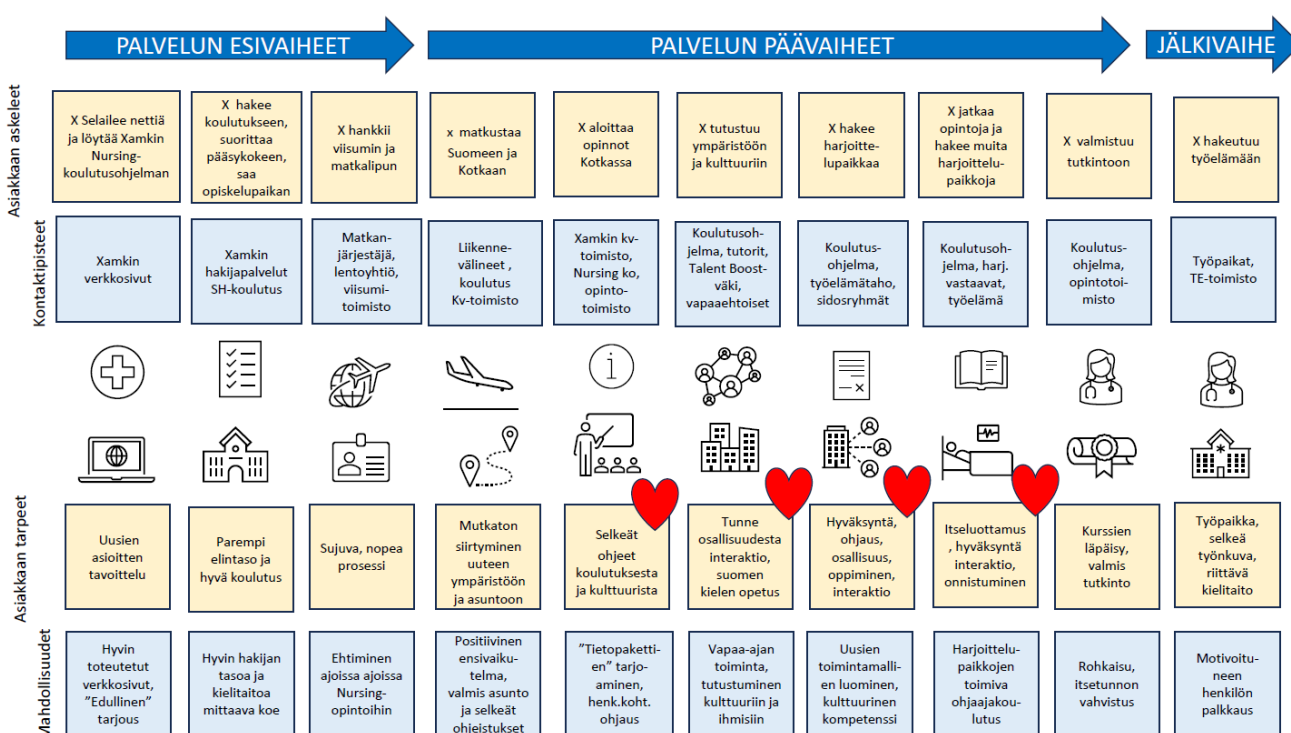 PALVELUN ESIVAIHEET
PALVELUN PÄÄVAIHEET
JÄLKIVAIHE
Asiakkaan askeleet
X Selailee nettiä
ja löytää Xamkin
Nursing-
koulutusohjelman
X hakee
koulutukseen,
suorittaa
pääsykokeen,
saa
opiskelupaikan
X hankkii
viisumin ja
matkalipun
x matkustaa
Suomeen ja
Kotkaan
X aloittaa
opinnot
Kotkassa
X tutustuu
ympäristöön
ja kulttuuriin
X hakee
harjoitte-
lupaikkaa
X jatkaa
opintoja ja
hakee muita
harjoittelu-
paikkoja
X valmistuu
tutkintoon
X hakeutuu
työelämään
Kontaktipisteet
Xamkin
verkkosivut
Xamkin
hakijapalvelut
SH-koulutus
Matkan-
järjestäjä,
lentoyhtiö,
viisumi-
toimisto
Liikenne-
välineet ,
koulutus
Kv-toimisto
Xamkin kv-
toimisto,
Nursing ko,
opinto-
toimisto
Koulutusoh-
jelma, tutorit,
Talent Boost-
väki,
vapaaehtoiset
Koulutus-
ohjelma,
työelämätaho,
sidosryhmät
Koulutusoh-
jelma, harj.
vastaavat,
työelämä
Koulutus-
ohjelma,
opintotoi-
misto
Työpaikat,
TE-toimisto
Asiakkaan tarpeet
Uusien
asioitten
tavoittelu
Parempi
elintaso ja
hyvä koulutus
Sujuva, nopea
prosessi
Mutkaton
siirtyminen
uuteen
ympäristöön
ja asuntoon
Selkeät
ohjeet
koulutuksesta
ja kulttuurista
Tunne
osallisuudesta
interaktio,
suomen
kielen opetus
Hyväksyntä,
ohjaus,
osallisuus,
oppiminen,
interaktio
Itseluottamus
, hyväksyntä
interaktio,
onnistuminen
Kurssien
läpäisy,
valmis
tutkinto
Työpaikka,
selkeä
työnkuva,
riittävä
kielitaito
Mahdollisuudet
Hyvin
toteutetut
verkkosivut,
"Edullinen"
tarjous
Hyvin hakijan
tasoa ja
kielitaitoa
mittaava koe
Ehtiminen
ajoissa ajoissa
Nursing-
opintoihin
Positiivinen
ensivaiku-
telma,
valmis asunto
ja selkeät
ohjeistukset
"Tietopaketti-
en" tarjo-
aminen,
henk.koht.
ohjaus
Vapaa-ajan
toiminta,
tutustuminen
kulttuuriin ja
ihmisiin
Uusien
toimintamalli-
en luominen,
kulttuurinen
kompetenssi
Harjoittelu-
paikkojen
toimiva
ohjaajakou-
lutus
Rohkaisu,
itsetunnon
vahvistus
Motivoitu-
neen
henkilön
palkkaus